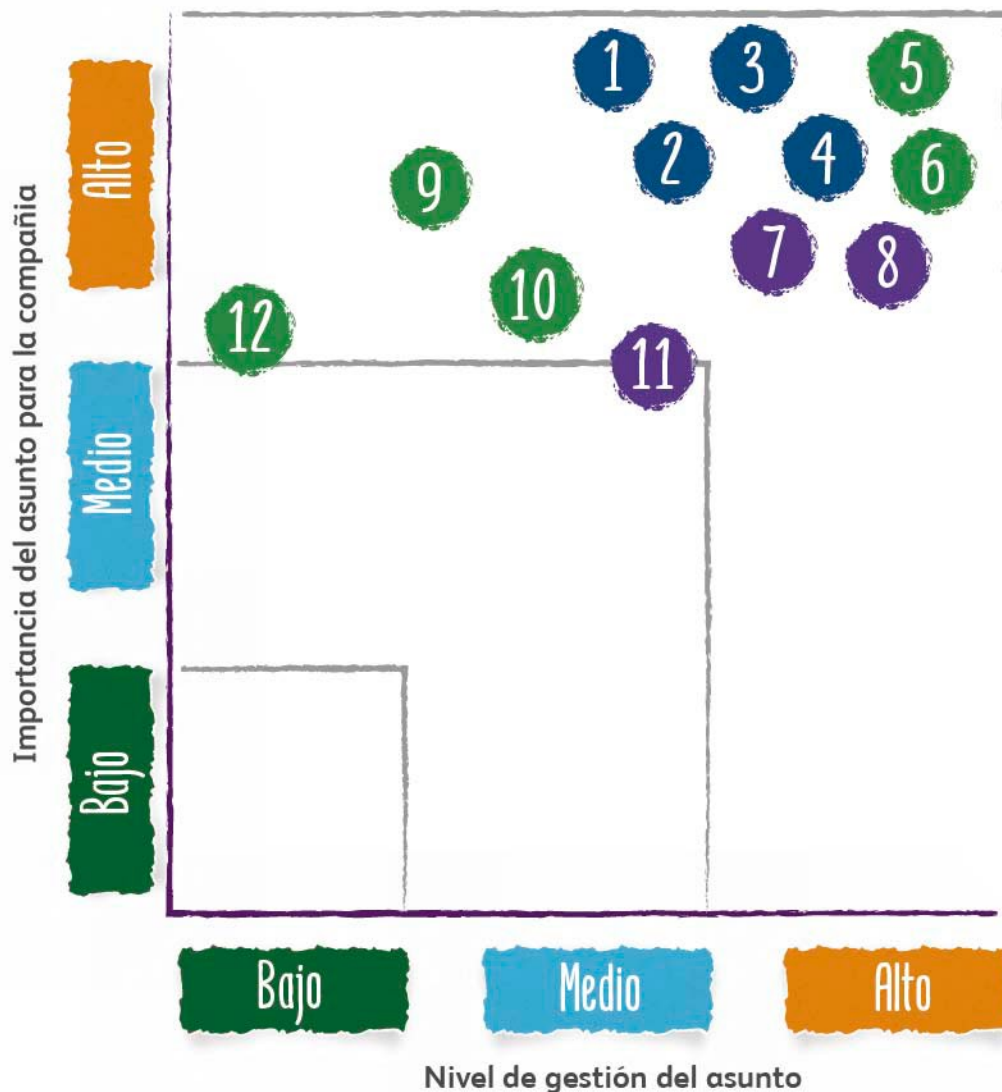 Importancia del asunto para la compañia
Alto
Medio
Bajo
1
3
5
2
4
6
9
7
8
10
12
11
Bajo
Medio
Alto
Nivel de gestión del asunto